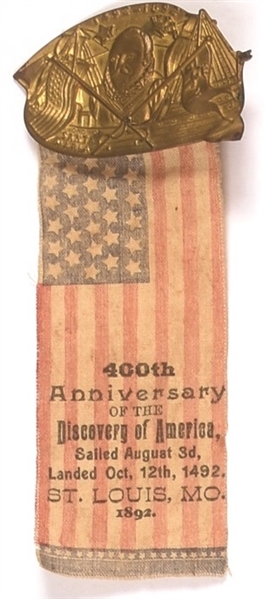 400th
Anniversary
OF THE
Discovery of America,
Sailed August 3d,
Landed Oct, 12th, 1492.
ST. LOUIS, MO.
1892.